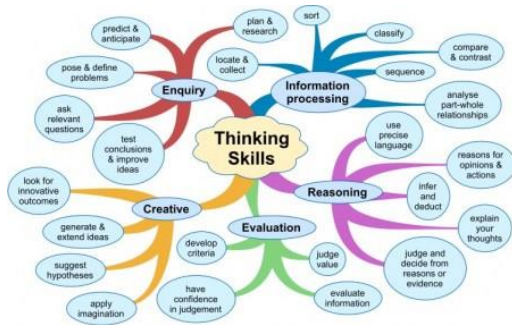 Thinking
Skills
Enquiry
predict &
anticipate
plan &
research
pose & define
problems
ask
relevant
questions
test
conclusions
& improve
ideas
Information
processing
sort
classify
locate &
collect
compare
& contrast
sequence
analyse
part-whole
relationships
Reasoning
use
precise
language
reasons for
opinions &
actions
infer
and
deduct
explain
your
thoughts
judge and
decide from
reasons or
evidence
Evaluation
develop
criteria
judge
value
have
confidence
in judgement
evaluate
information
Creative
look for
innovative
outcomes
generate &
extend ideas
suggest
hypotheses
apply
imagination